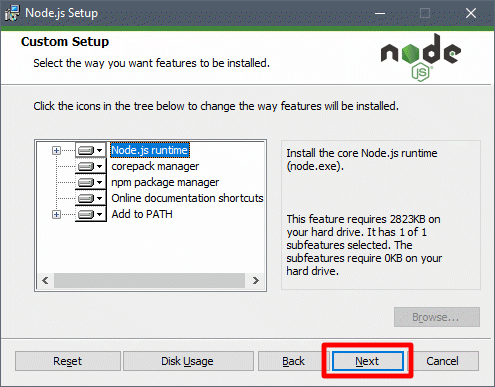 Node.js Setup
Custom Setup
Select the way you want features to be installed.
node
JS
Click the icons in the tree below to change the way features will be installed.
Node.js runtime
corepack manager
npm package manager
Online documentation shortcuts
Add to PATH
Install the core Node.js runtime
(node.exe).
This feature requires 2823KB on
your hard drive. It has 1 of 1
subfeatures selected. The
subfeatures require 0KB on your
hard drive.
Browse...
Reset
Disk Usage
Back
Next
Cancel